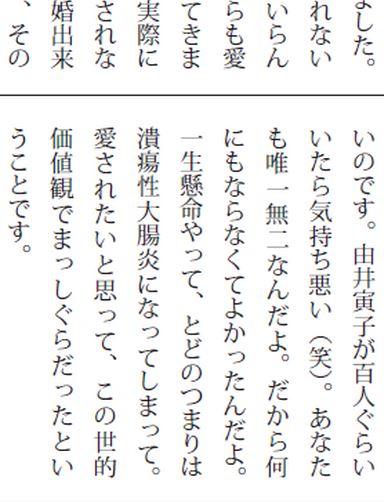 ました。
れない
いらん
らも愛
てきま
実際に
されな
婚出来
、その
いのです。由井寅子が百人ぐらい
いたら気持ち悪い（笑）。あなた
も唯一無二なんだよ。だから何
にもならなくてよかったんだよ。
一生懸命やって、とどのつまりは
潰瘍性大腸炎になってしまって。
愛されたいと思って、この世的
価値観でまっしぐらだったとい
うことです。